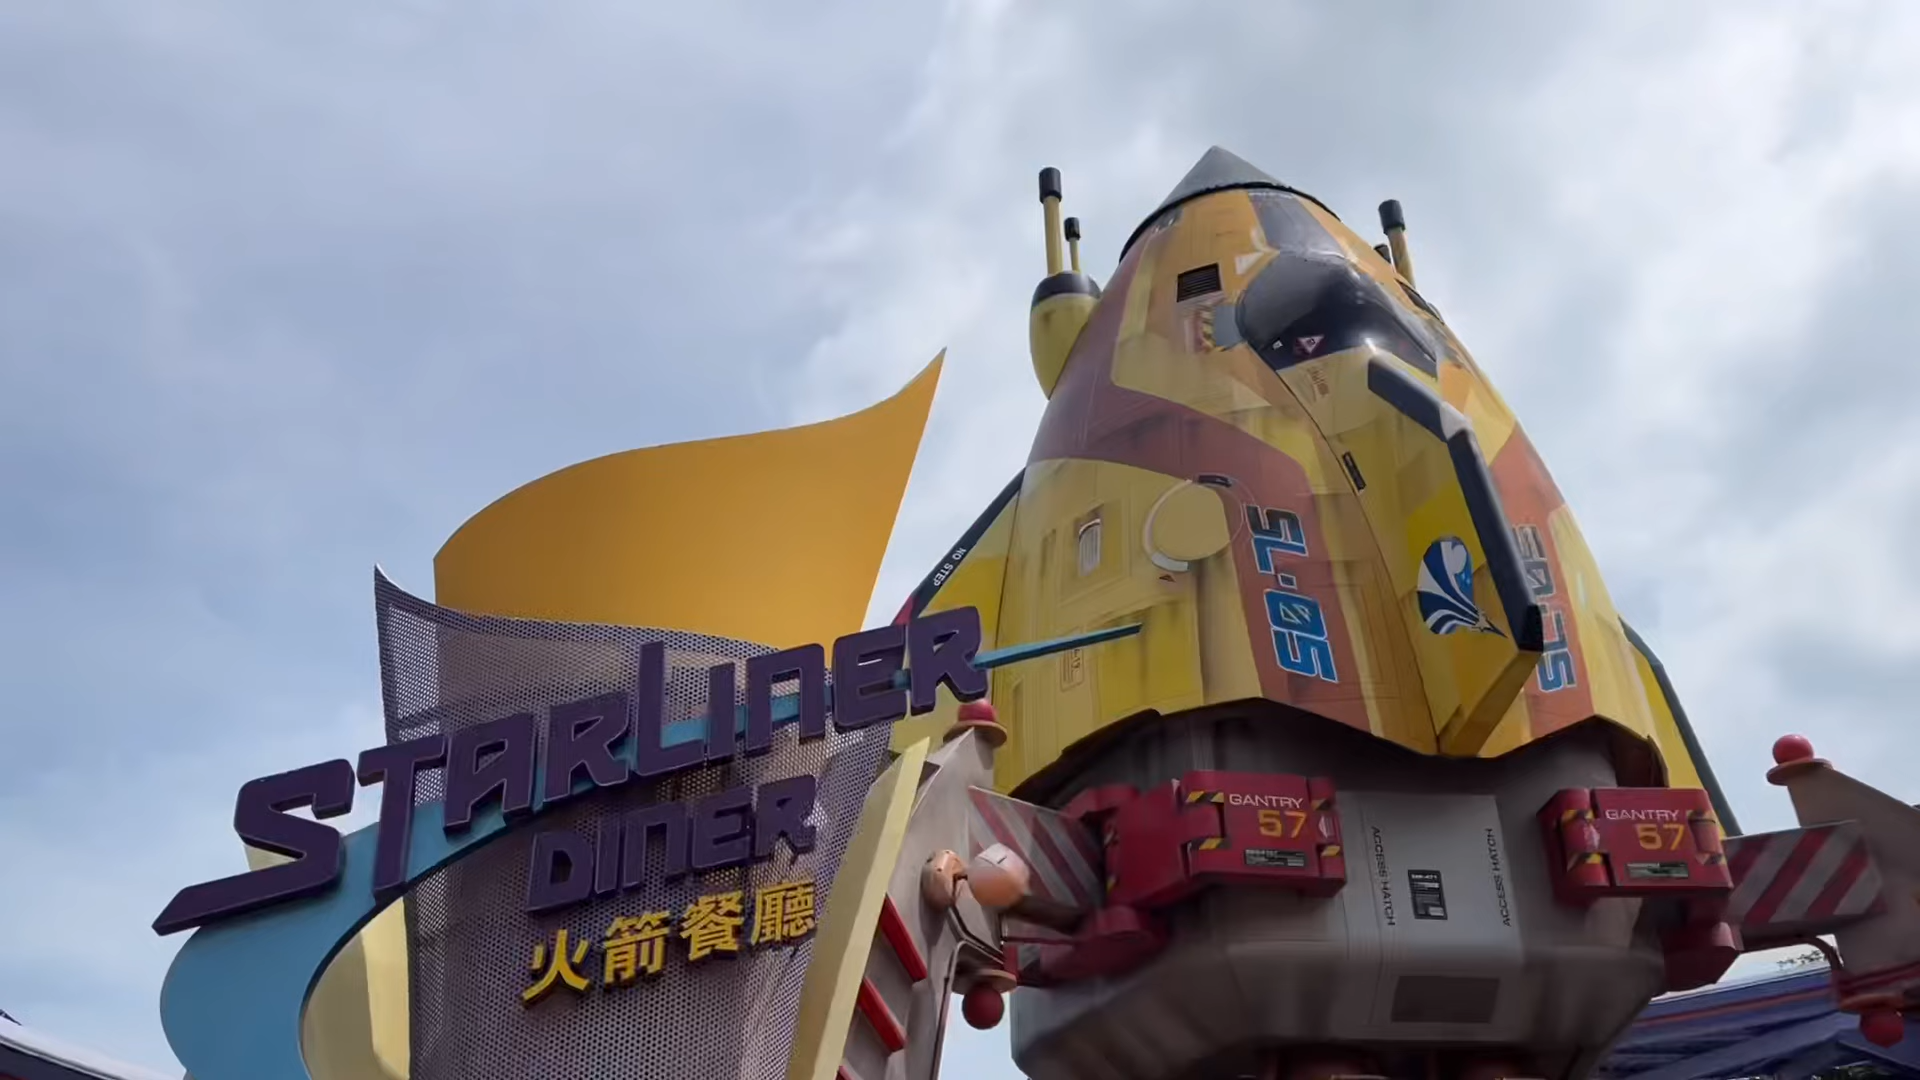 STARLINER
DINER
火箭餐廳
NO STEP
SL-05
SL-05
GANTRY
57
GANTRY
57
ACCESS HATCH
ACCESS HATCH